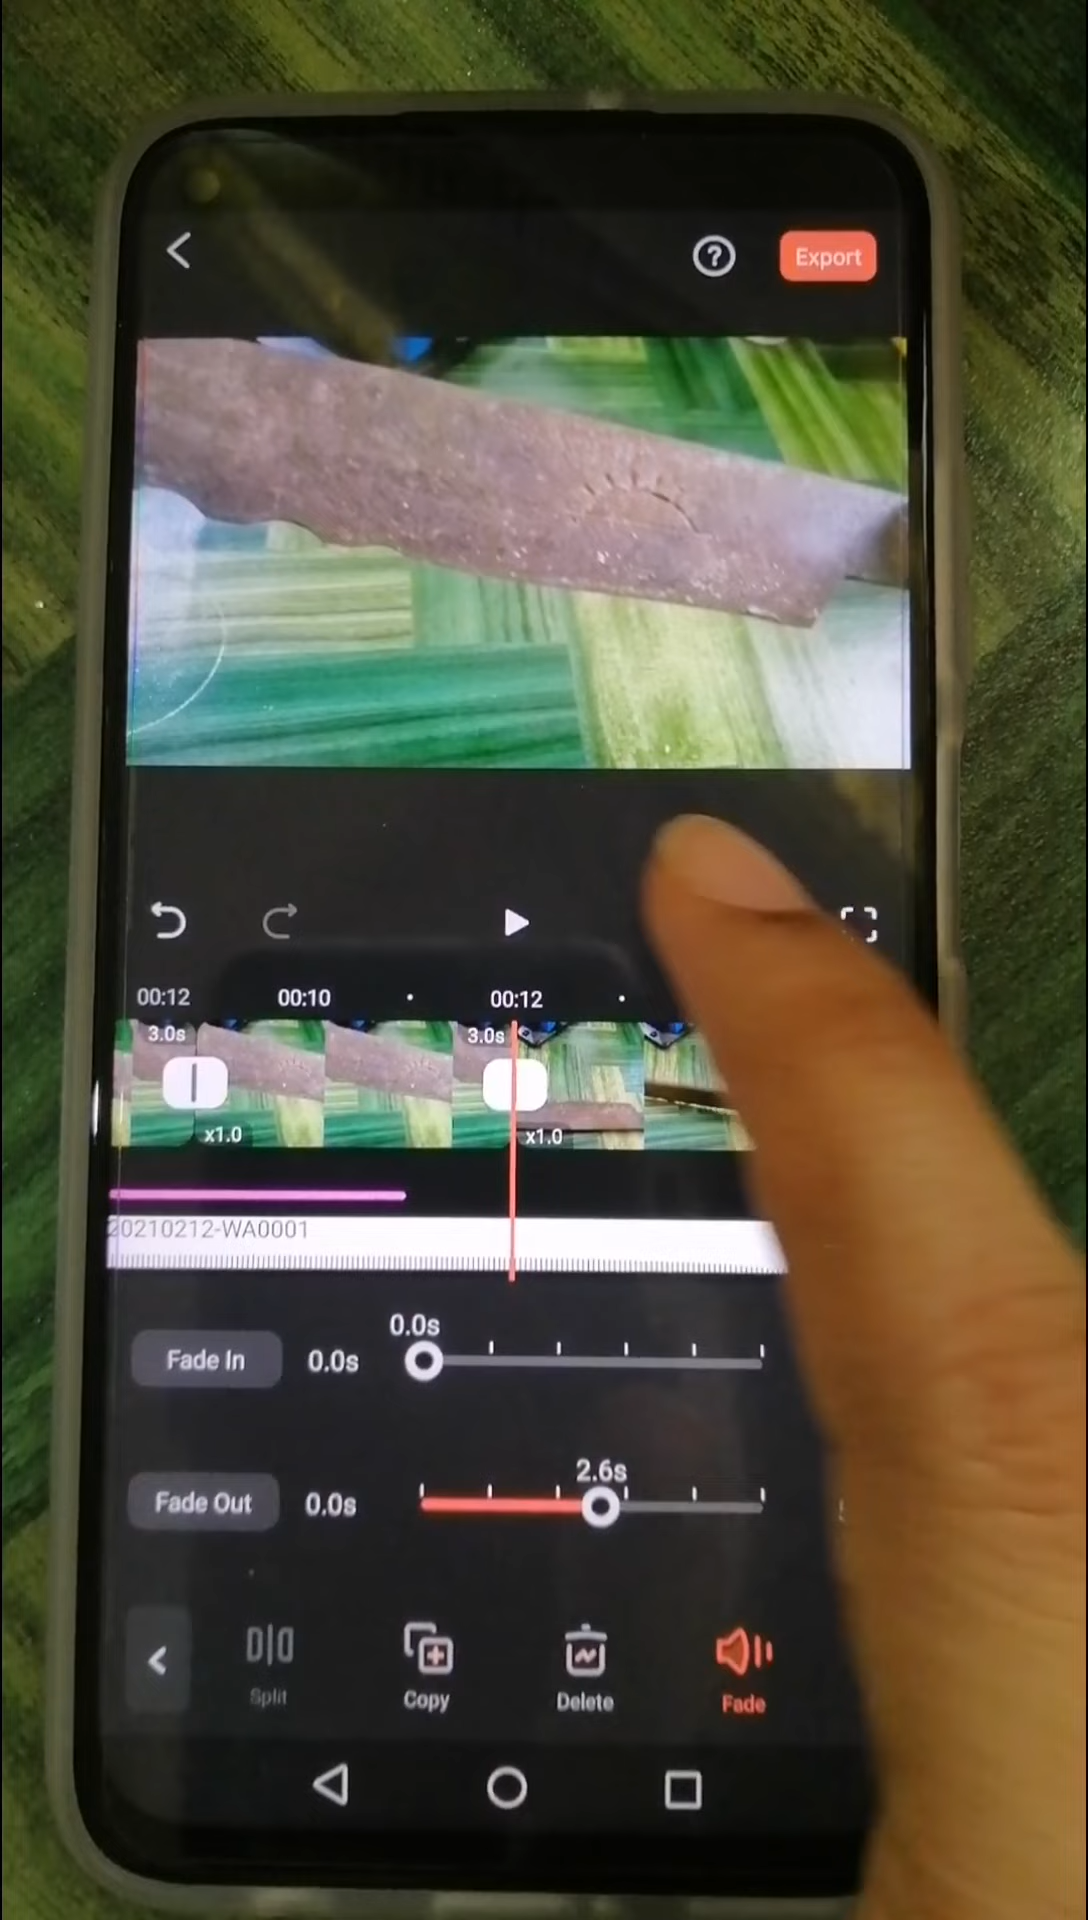 ?
Export
00:12 00:10 00:12
3.0s 3.0s
x1.0 x1.0
20210212-WA0001
0.0s
Fade In 0.0s
2.6s
Fade Out 0.0s
Split Copy Delete Fade